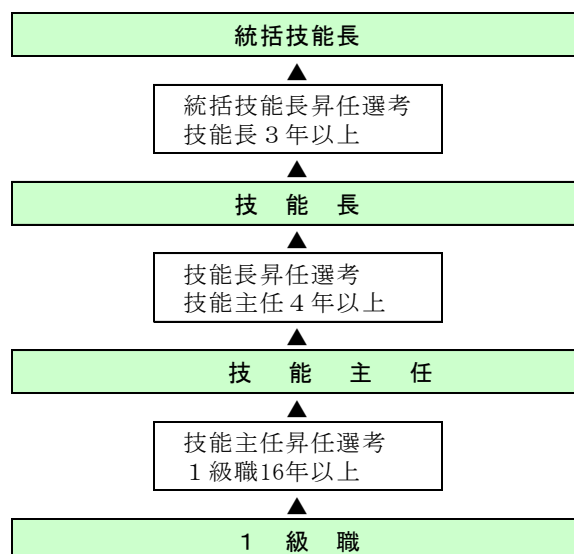 統括技能長
▲
統括技能長昇任選考
技能長３年以上
▲
技　能　長
▲
技能長昇任選考
技能主任４年以上
▲
技　能　主　任
▲
技能主任昇任選考
１級職16年以上
▲
１　級　職